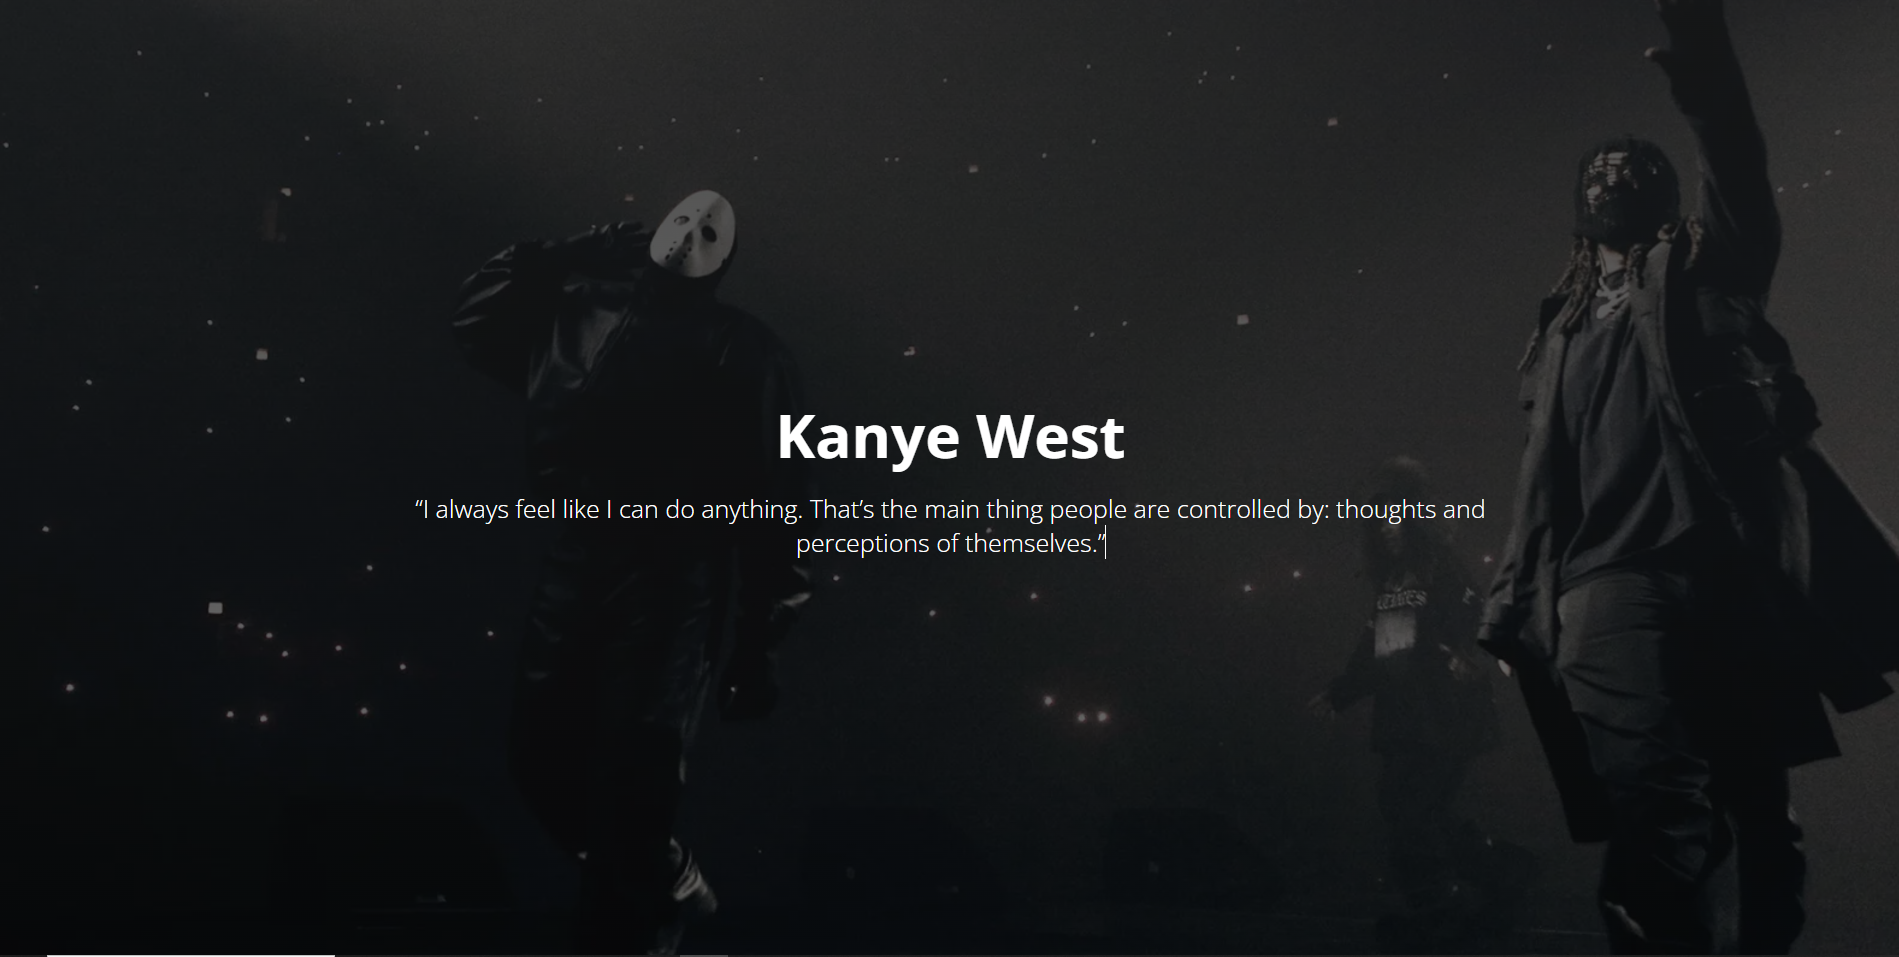 Kanye West
“I always feel like I can do anything. That’s the main thing people are controlled by: thoughts and
perceptions of themselves.”